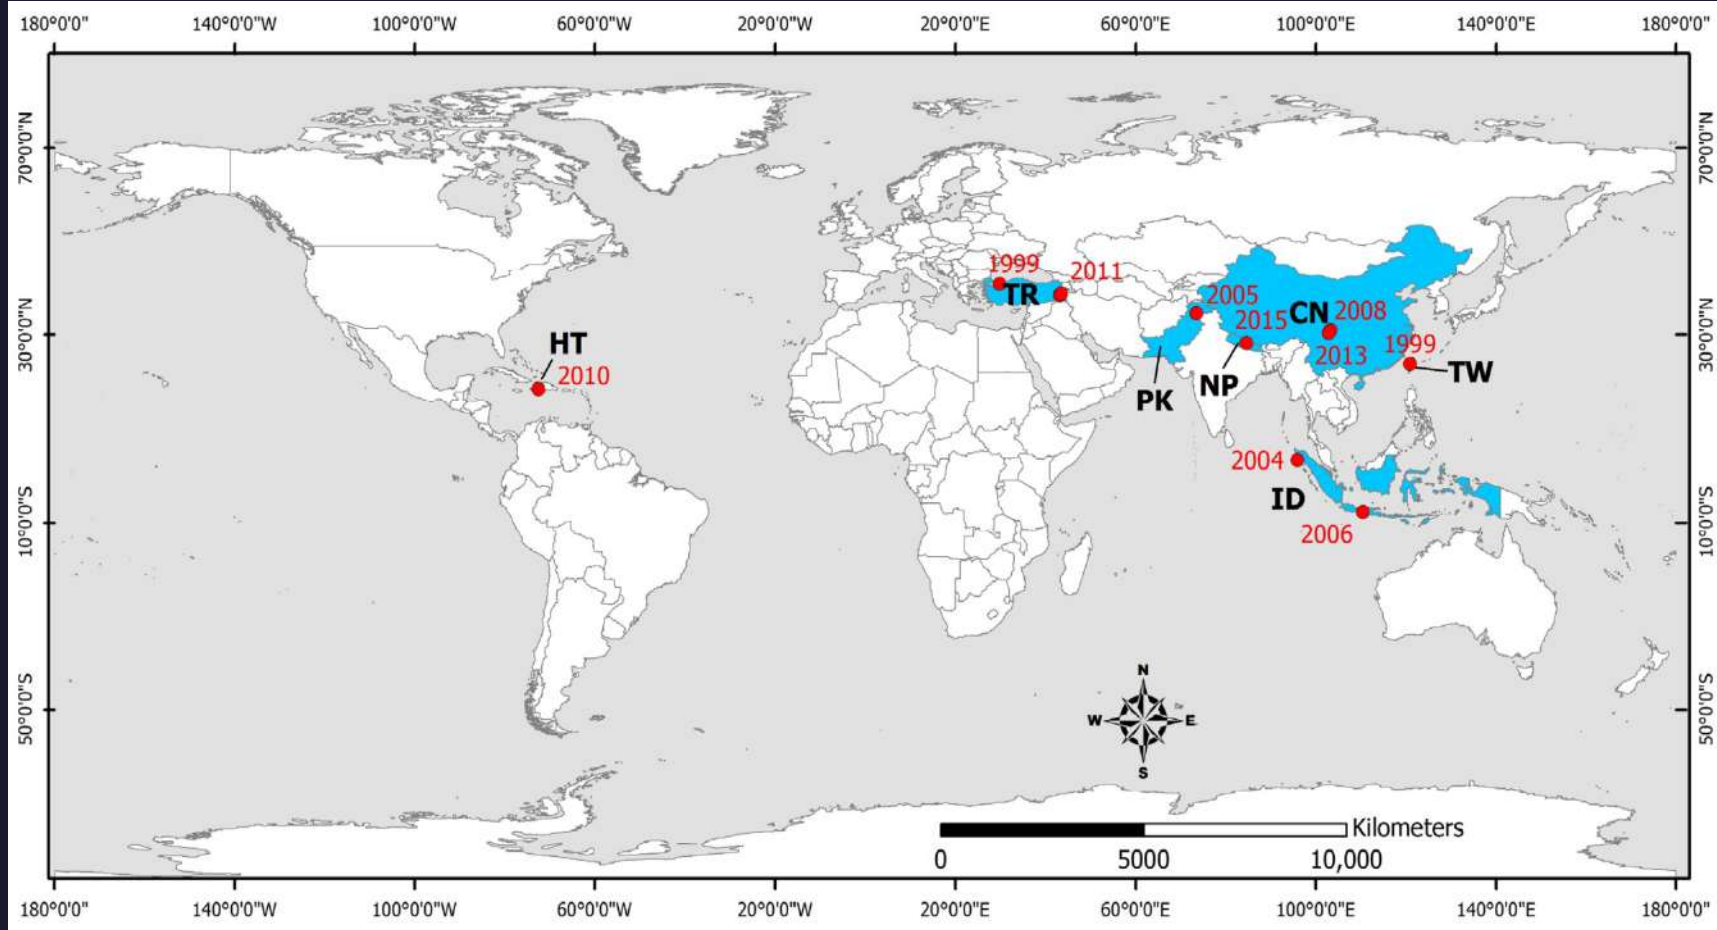 180°0'0" 140°0'0"W 100°0'0"W 60°0'0"W 20°0'0"W 20°0'0"E 60°0'0"E 100°0'0"E 140°0'0"E 180°0'0"
70°0'0"N 70°0'0"N
1999 2011
TR
2005
CN 2008
2015
30°0'0"N 30°0'0"N
HT
1999
2013
2010
NP
TW
PK
2004
ID
2006
10°0'0"S 10°0'0"S
N
W E
S
50°0'0"S 50°0'0"S
Kilometers
0 5000 10,000
180°0'0" 140°0'0"W 100°0'0"W 60°0'0"W 20°0'0"W 20°0'0"E 60°0'0"E 100°0'0"E 140°0'0"E 180°0'0"